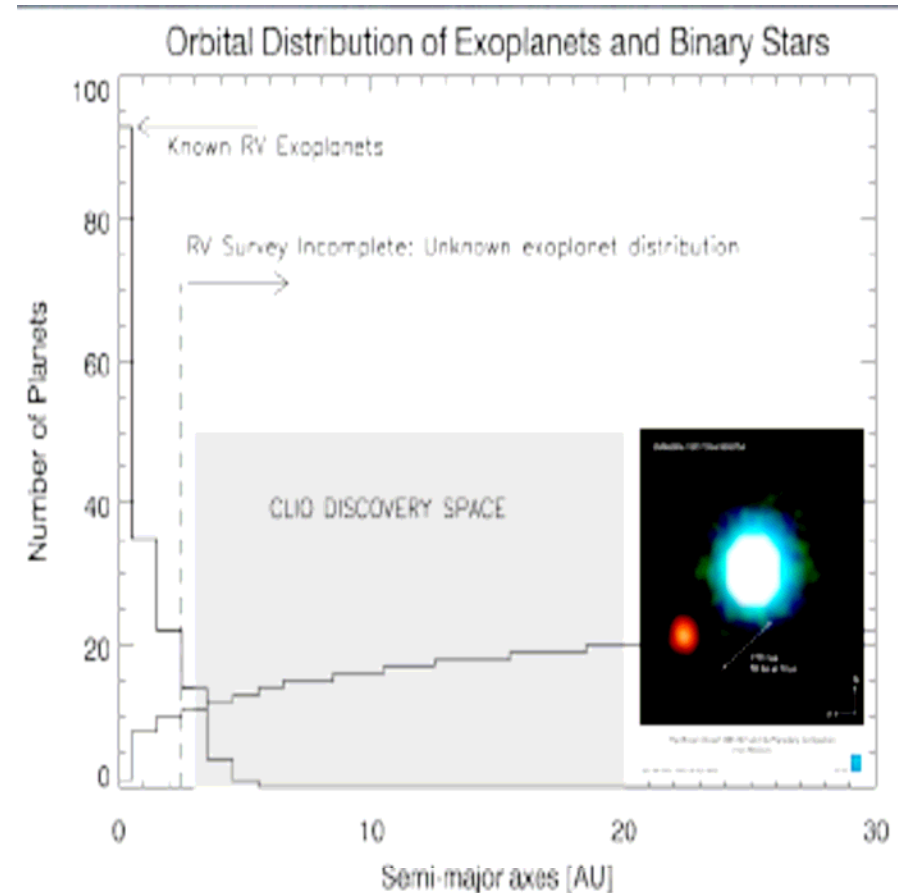 Orbital Distribution of Exoplanets and Binary Stars
100
Known RV Exoplanets
80
RV Survey Incomplete: Unknown exoplanet distribution
60
Number of Planets
40
CLIO DISCOVERY SPACE
20
0
0 10 20 30
Semi-major axes [AU]